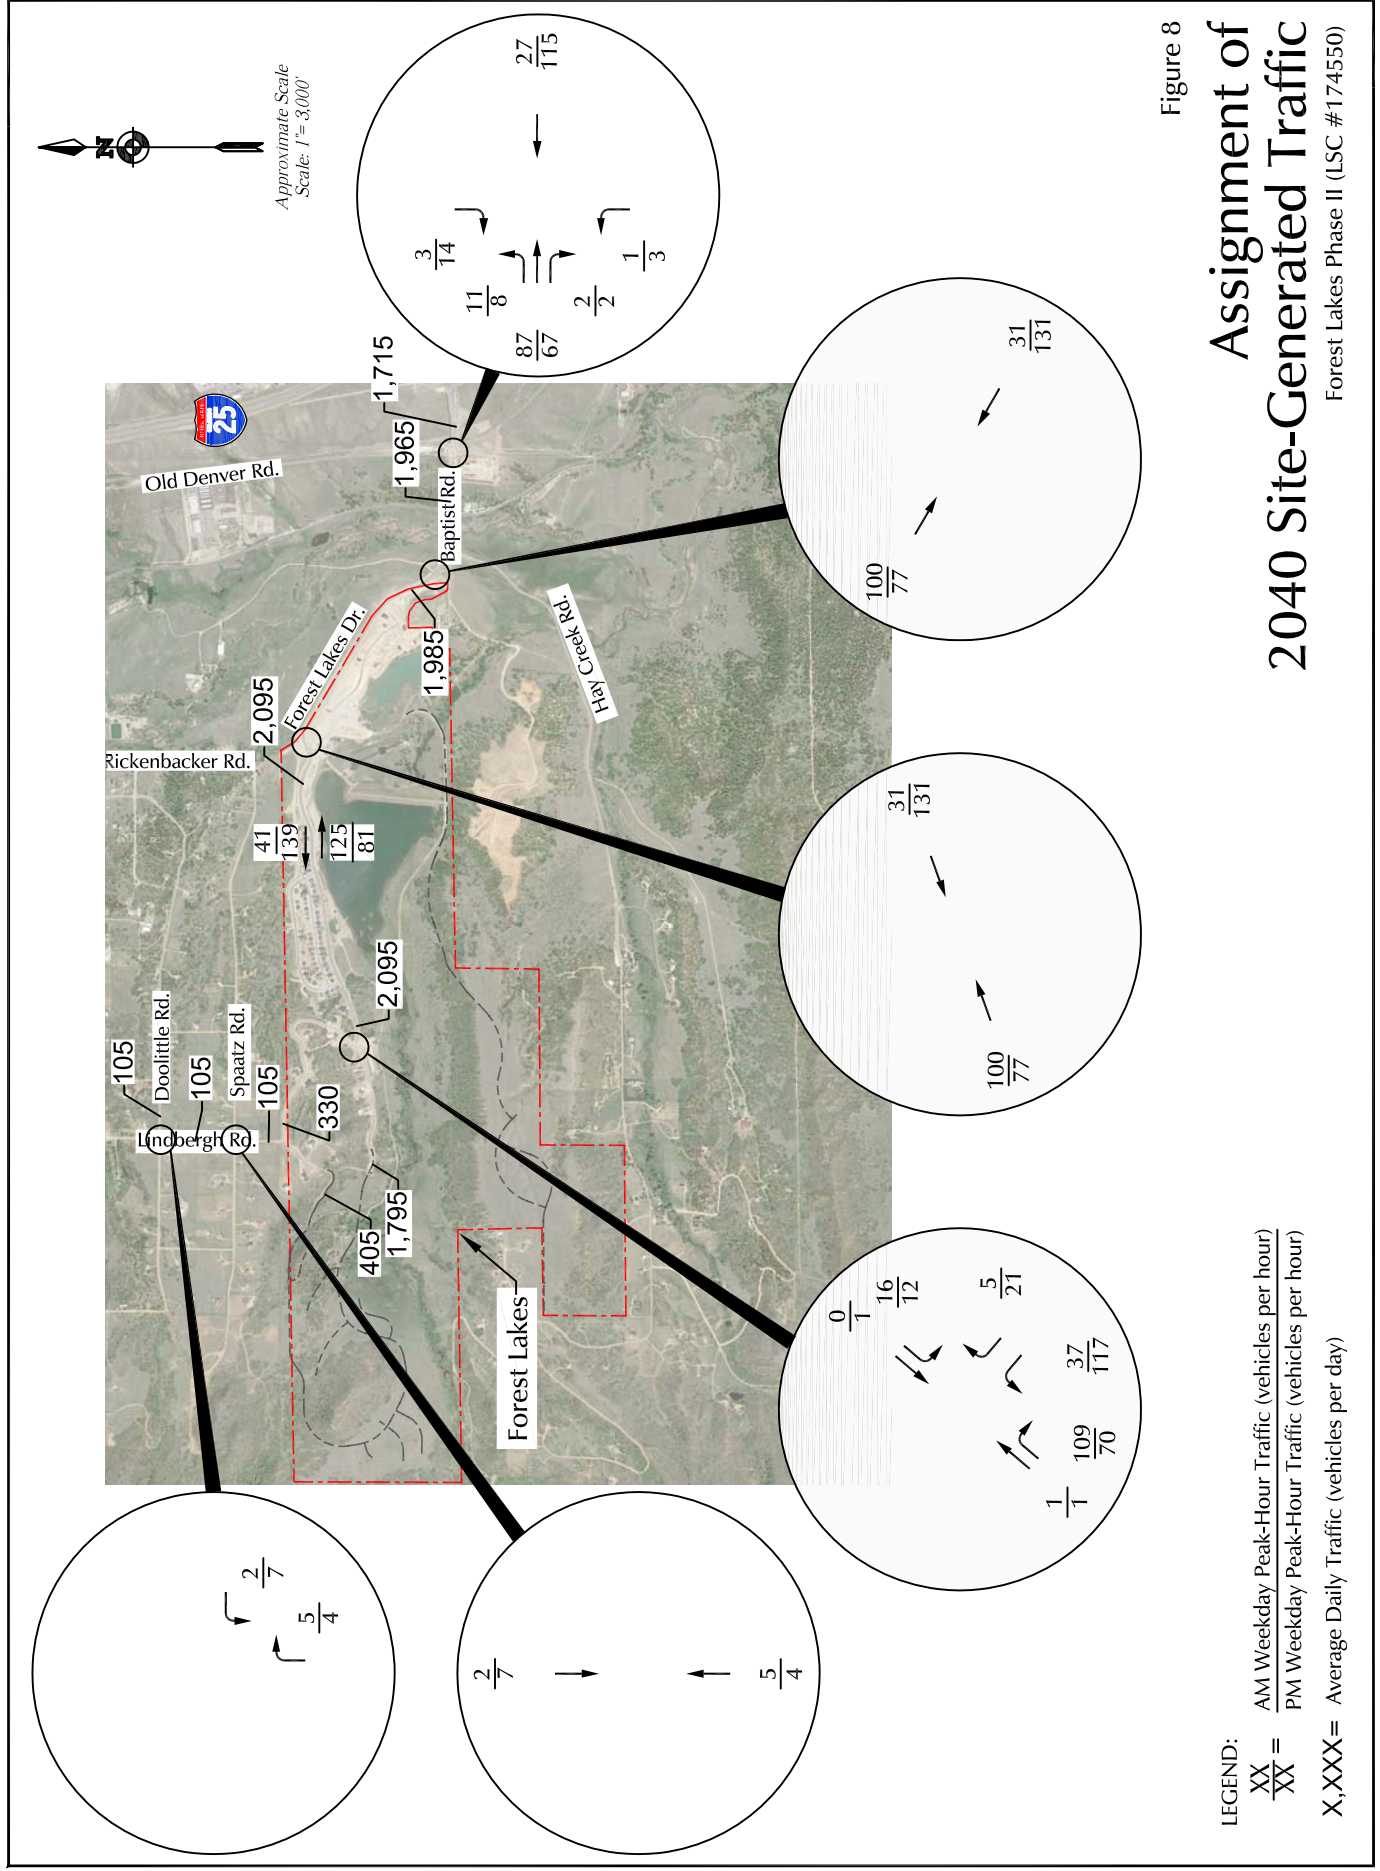 Approximate Scale
Scale: 1"= 3,000'
N
INTERSTATE
25
Old Denver Rd.
Rickenbacker Rd.
Doolittle Rd.
Spaatz Rd.
Lindbergh Rd.
Forest Lakes Dr.
Baptist Rd.
Hay Creek Rd.
Forest Lakes
105
105
105
330
405
1,795
2,095
2,095
1,985
1,965
1,715
41
139
125
81
2
7
5
4
2
7
5
4
0
1
16
12
5
21
37
117
109
70
1
1
31
131
100
77
31
131
100
77
3
14
11
8
87
67
2
2
1
3
27
115
LEGEND:
XX
XX
=
AM Weekday Peak-Hour Traffic (vehicles per hour)
PM Weekday Peak-Hour Traffic (vehicles per hour)
X,XXX= Average Daily Traffic (vehicles per day)
Figure 8
Assignment of
2040 Site-Generated Traffic
Forest Lakes Phase II (LSC #174550)